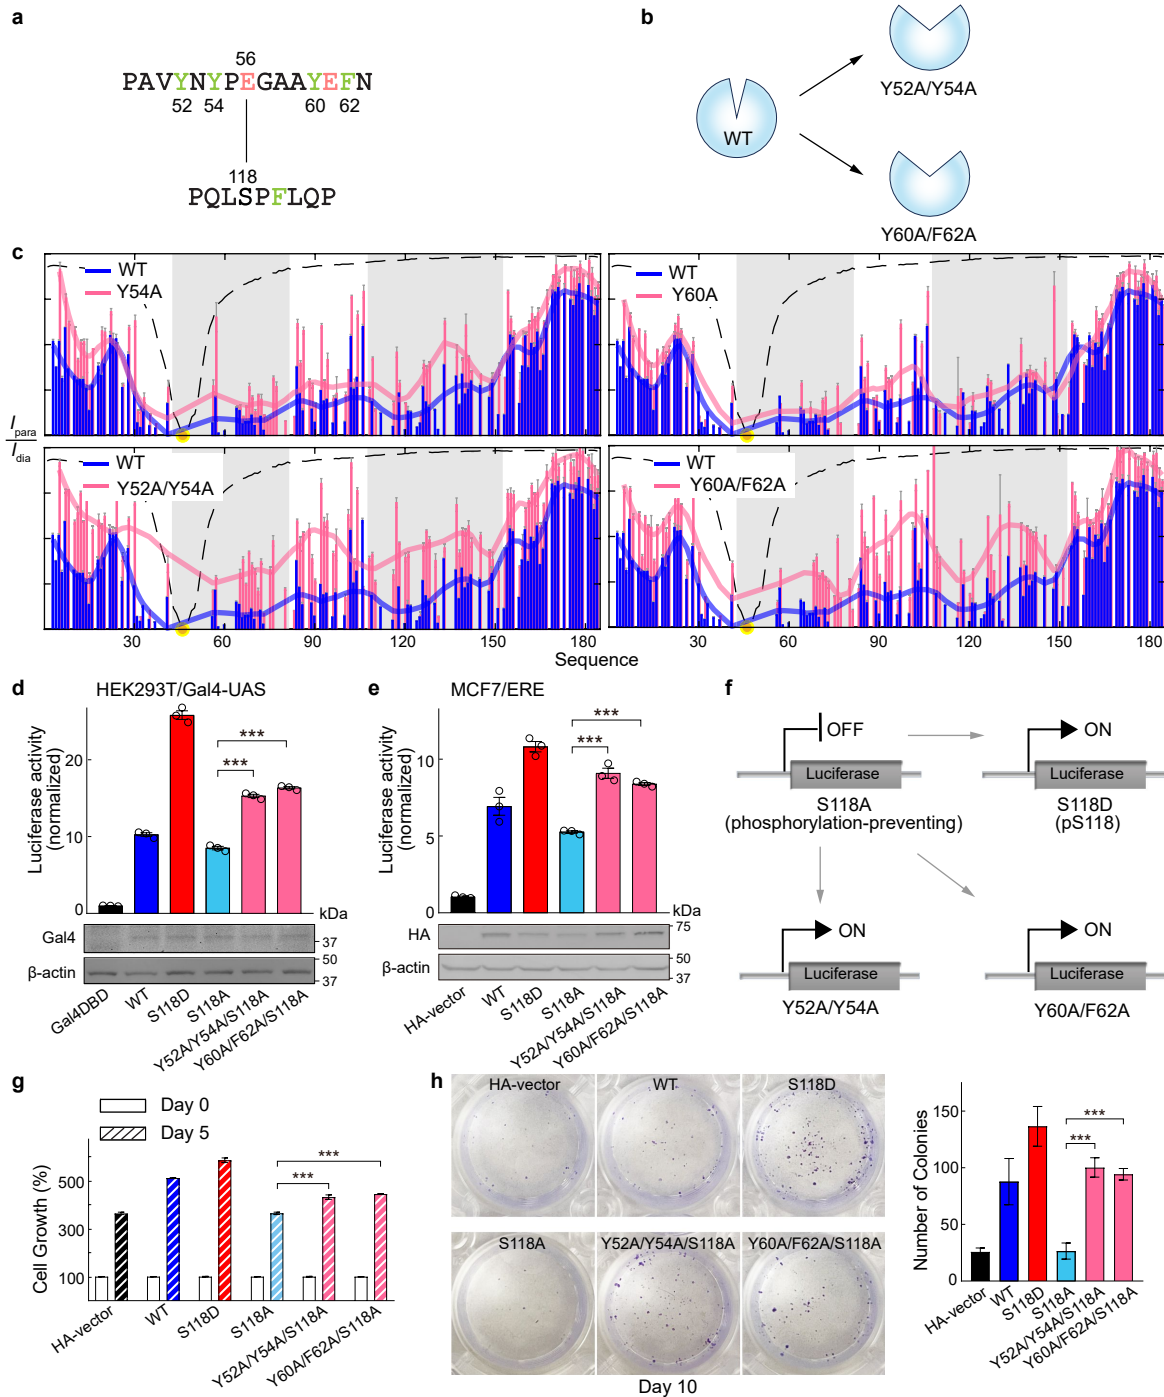 a
56
PAVYNYPEGAAYEFN
52 54 60 62
118
PQLSPFLQP
b
WT
Y52A/Y54A
Y60A/F62A
c
WT
Y54A
WT
Y60A
I para
I dia
WT
Y52A/Y54A
WT
Y60A/F62A
30 60 90 120 150 180
30 60 90 120 150 180
Sequence
d
HEK293T/Gal4-UAS
Luciferase activity
(normalized)
20
10
0
***
***
kDa
Gal4
37
β-actin
50
37
Gal4DBD
WT
S118D
S118A
Y52A/Y54A/S118A
Y60A/F62A/S118A
e
MCF7/ERE
Luciferase activity
(normalized)
10
5
0
***
***
kDa
HA
75
β-actin
50
37
HA-vector
WT
S118D
S118A
Y52A/Y54A/S118A
Y60A/F62A/S118A
f
OFF
Luciferase
S118A
(phosphorylation-preventing)
ON
Luciferase
S118D
(pS118)
ON
Luciferase
Y52A/Y54A
ON
Luciferase
Y60A/F62A
g
Day 0
Day 5
Cell Growth (%)
500
300
100
***
***
HA-vector
WT
S118D
S118A
Y52A/Y54A/S118A
Y60A/F62A/S118A
h
HA-vector
WT
S118D
S118A
Y52A/Y54A/S118A
Y60A/F62A/S118A
Day 10
Number of Colonies
150
100
50
0
***
***
HA-vector
WT
S118D
S118A
Y52A/Y54A/S118A
Y60A/F62A/S118A